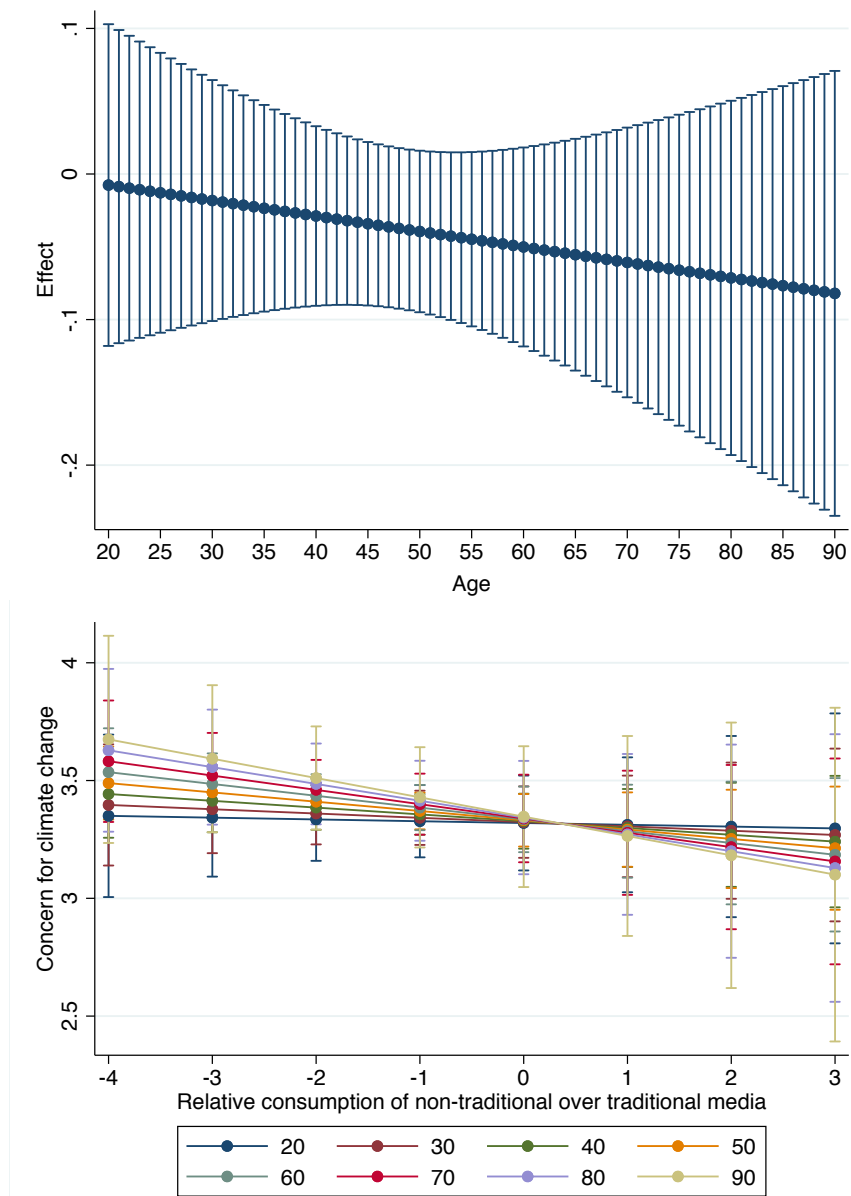 .1
0
-.1
-.2
Effect
20 25 30 35 40 45 50 55 60 65 70 75 80 85 90
Age
4
3.5
3
2.5
Concern for climate change
-4 -3 -2 -1 0 1 2 3
Relative consumption of non-traditional over traditional media
20 30 40 50
60 70 80 90